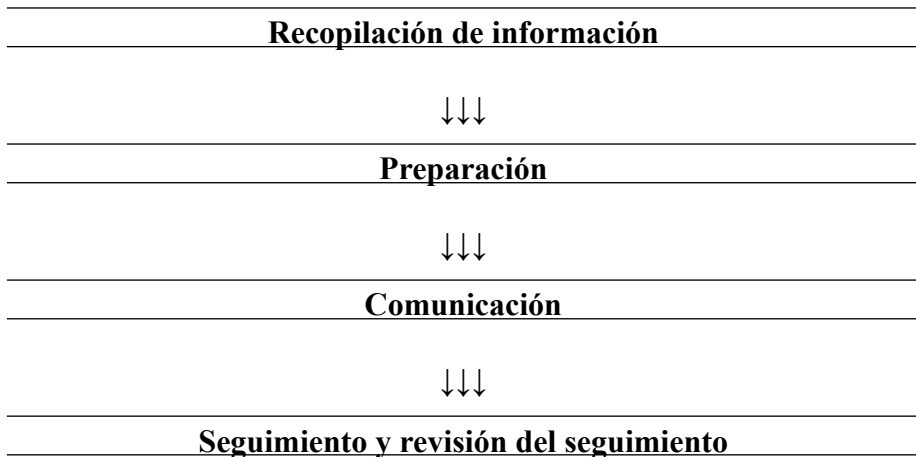 Recopilación de información
↓↓↓
Preparación
↓↓↓
Comunicación
↓↓↓
Seguimiento y revisión del seguimiento